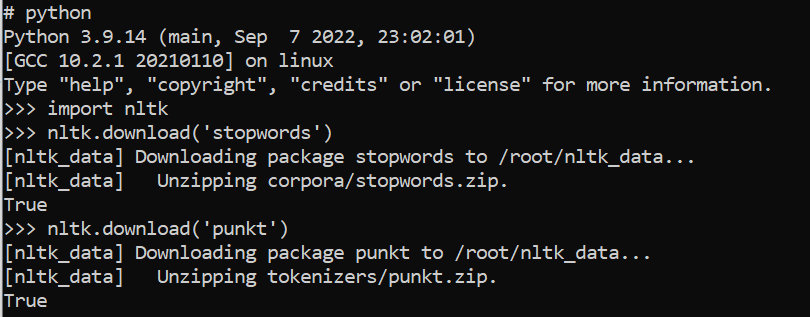 # python
Python 3.9.14 (main, Sep  7 2022, 23:02:01)
[GCC 10.2.1 20210110] on linux
Type "help", "copyright", "credits" or "license" for more information.
>>> import nltk
>>> nltk.download('stopwords')
[nltk_data] Downloading package stopwords to /root/nltk_data...
[nltk_data]   Unzipping corpora/stopwords.zip.
True
>>> nltk.download('punkt')
[nltk_data] Downloading package punkt to /root/nltk_data...
[nltk_data]   Unzipping tokenizers/punkt.zip.
True